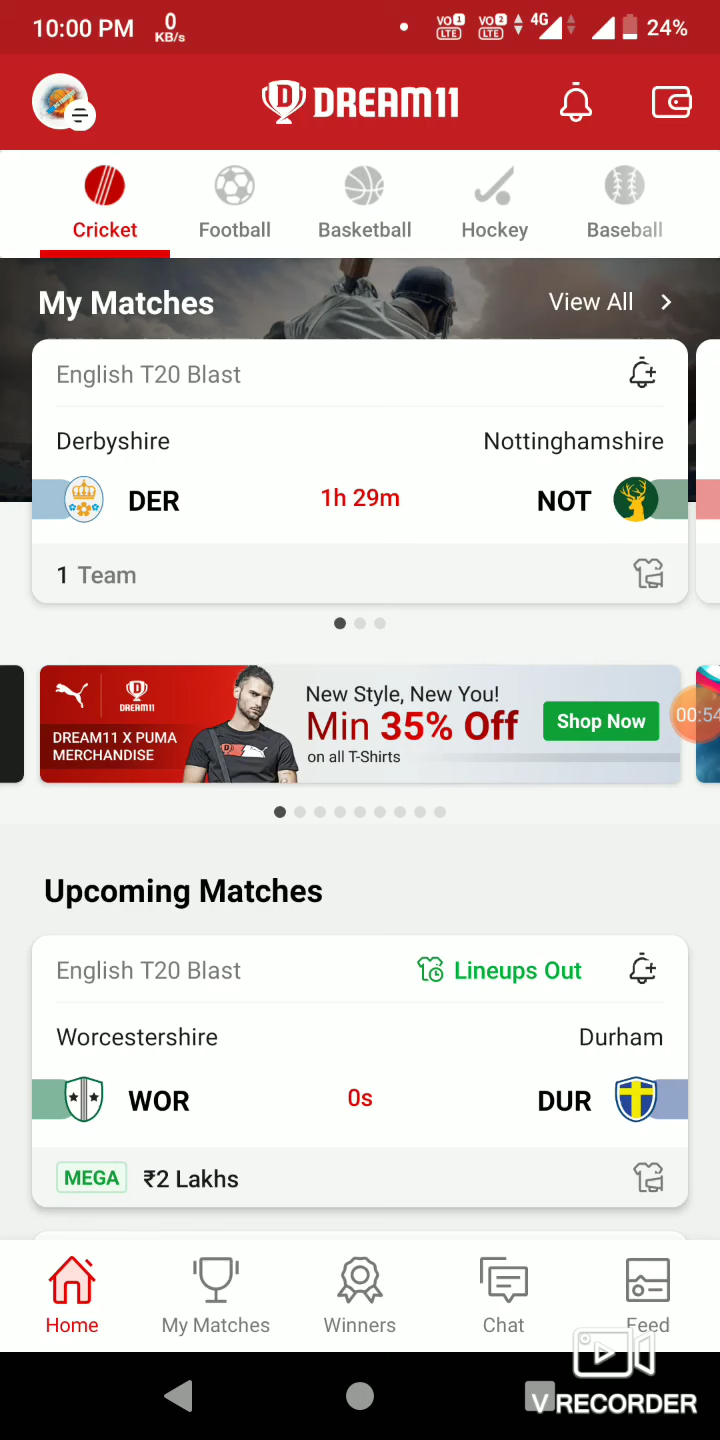 10:00 PM 0 KB/s VO 1 LTE VO 2 LTE 4G 24%
DREAM11
Cricket Football Basketball Hockey Baseball
My Matches View All
English T20 Blast
Derbyshire Nottinghamshire
DER 1h 29m NOT
1 Team
DREAM11
DREAM11 X PUMA
MERCHANDISE
New Style, New You!
Min 35% Off
on all T-Shirts
Shop Now
00:54
Upcoming Matches
English T20 Blast Lineups Out
Worcestershire Durham
WOR 0s DUR
MEGA ₹2 Lakhs
Home My Matches Winners Chat Feed
V RECORDER